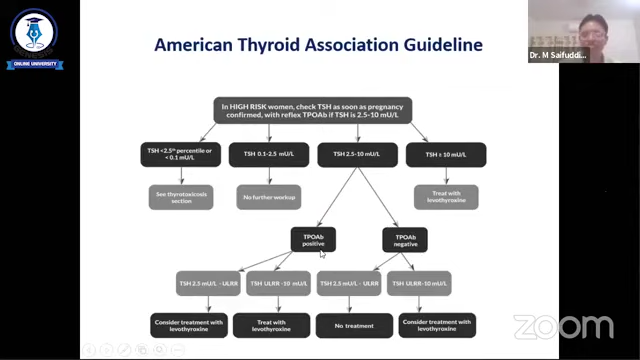 ONLINE UNIVERSITY
American Thyroid Association Guideline
Dr. M Saifuddi...
In HIGH RISK women, check TSH as soon as pregnancy
confirmed, with reflex TPOAb if TSH is 2.5-10 mU/L
TSH <2.5th percentile or
< 0.1 mU/L
TSH 0.1-2.5 mU/L
TSH 2.5-10 mU/L
TSH ≥ 10 mU/L
See thyrotoxicosis
section
No further workup
Treat with
levothyroxine
TPOAb
positive
TPOAb
negative
TSH 2.5 mU/L - ULRR
TSH ULRR -10 mU/L
TSH 2.5 mU/L - ULRR
TSH ULRR-10 mU/L
Consider treatment with
levothyroxine
Treat with
levothyroxine
No treatment
Consider treatment with
levothyroxine
zoom